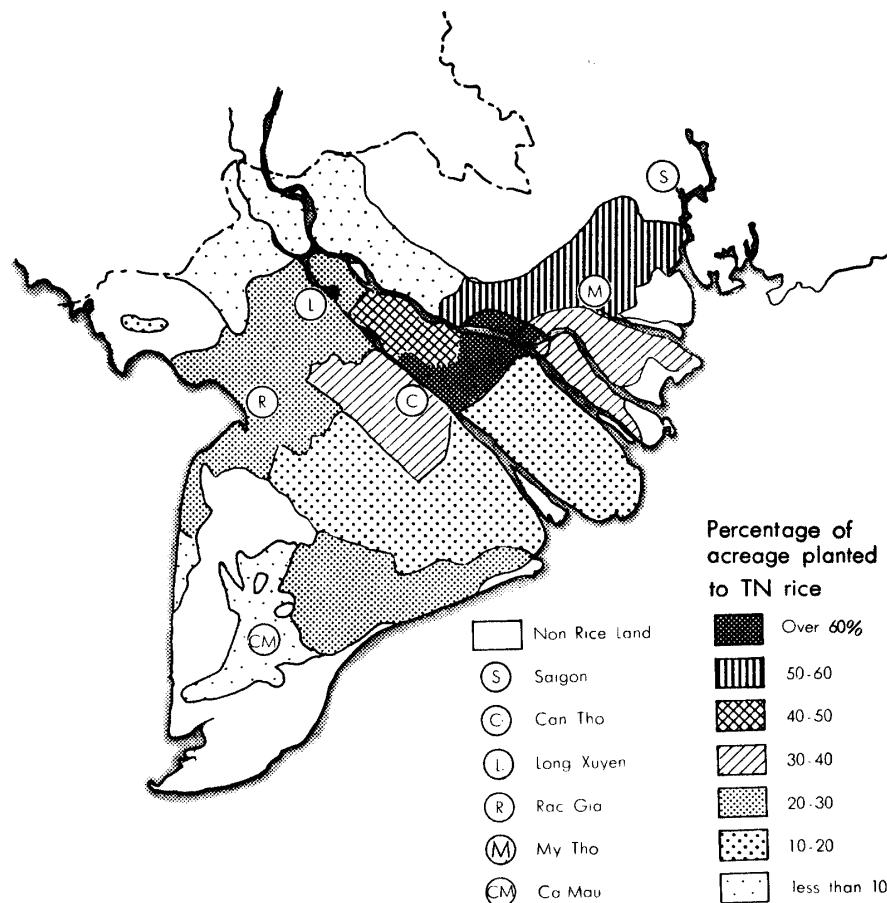 S
M
L
R
C
CM
Percentage of
acreage planted
to TN rice
Non Rice Land
S Saigon
C Can Tho
L Long Xuyen
R Rac Gia
M My Tho
CM Ca Mau
Over 60%
50-60
40-50
30-40
20-30
10-20
less than 10